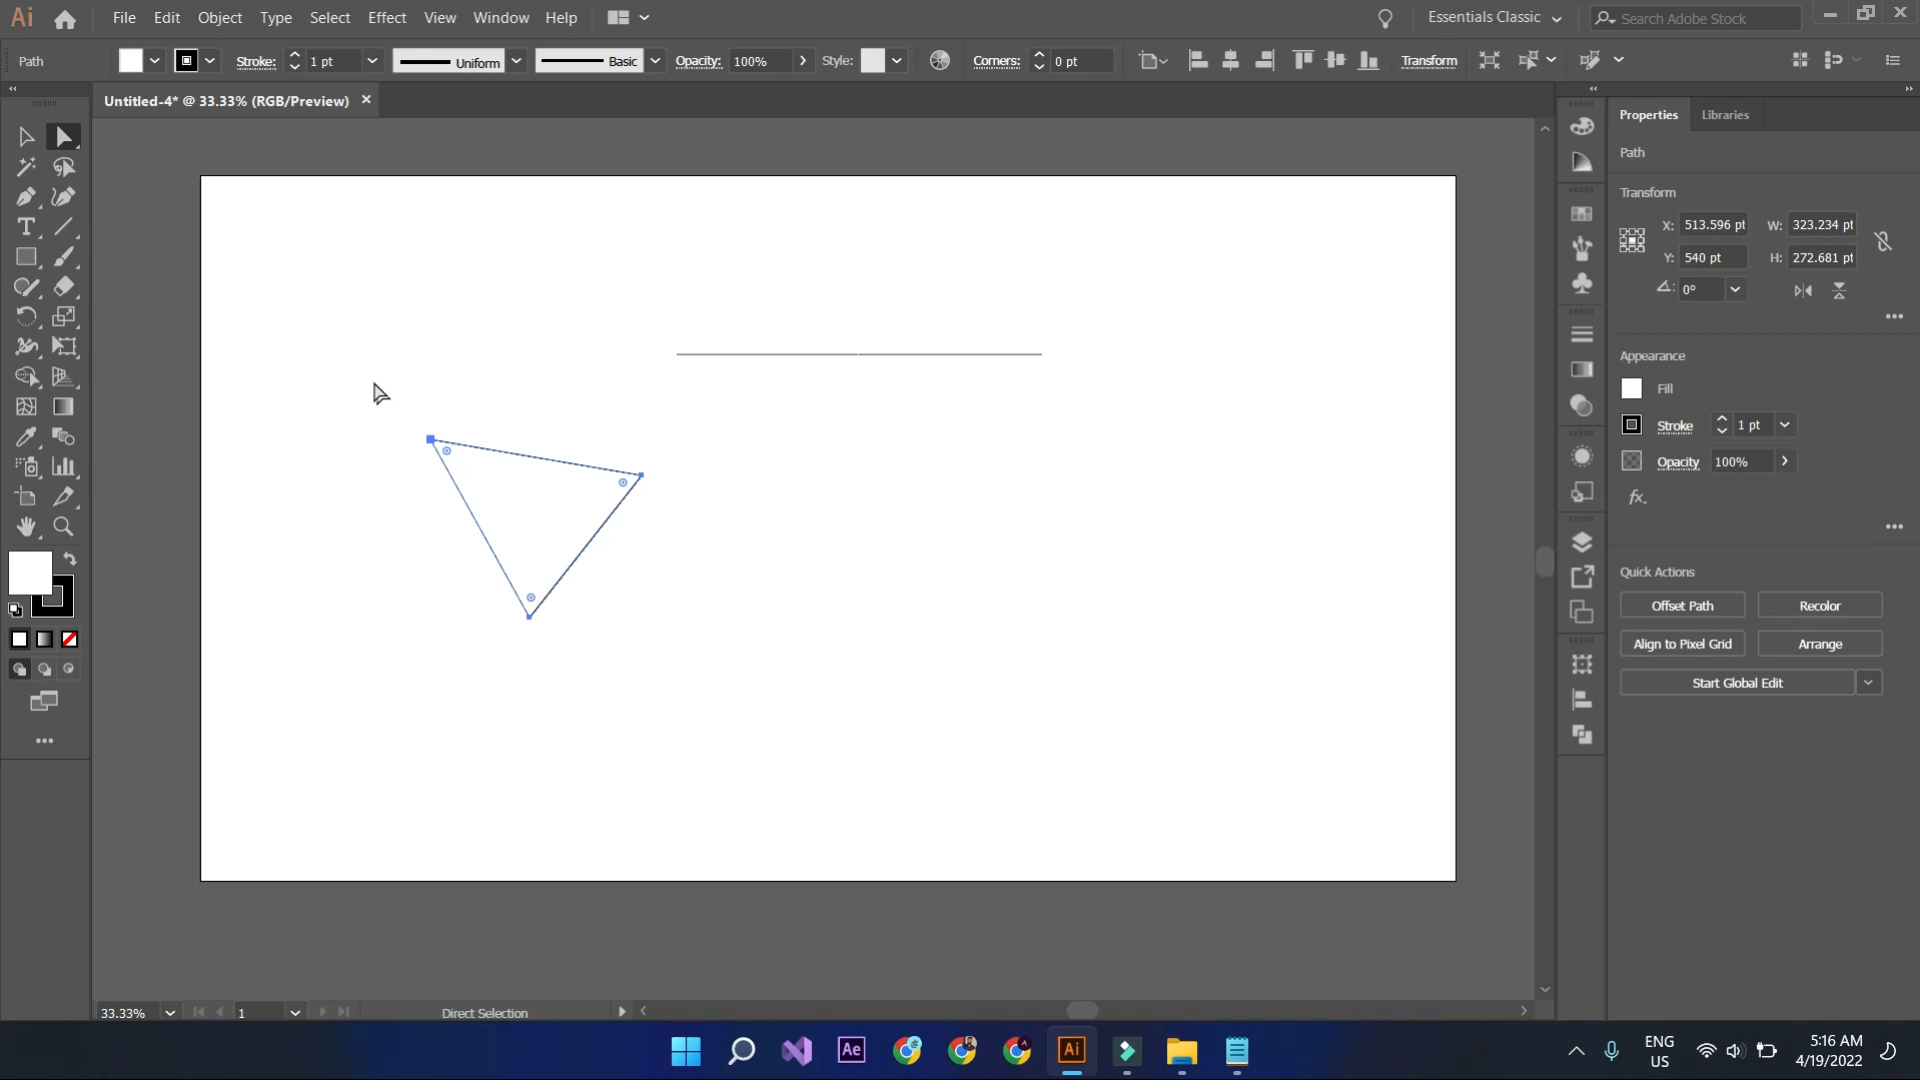 Ai File Edit Object Type Select Effect View Window Help Essentials Classic Search Adobe Stock
Path Stroke: 1 pt Uniform Basic Opacity: 100% Style: Corners: 0 pt Transform
Untitled-4* @ 33.33% (RGB/Preview)
Properties Libraries
Path
Transform
X: 513.596 pt W: 323.234 pt
Y: 540 pt H: 272.681 pt
0°
Appearance
Fill
Stroke 1 pt
Opacity 100%
fx.
Quick Actions
Offset Path Recolor
Align to Pixel Grid Arrange
Start Global Edit
33.33% 1 Direct Selection
Ae Ai ENG
US
5:16 AM
4/19/2022